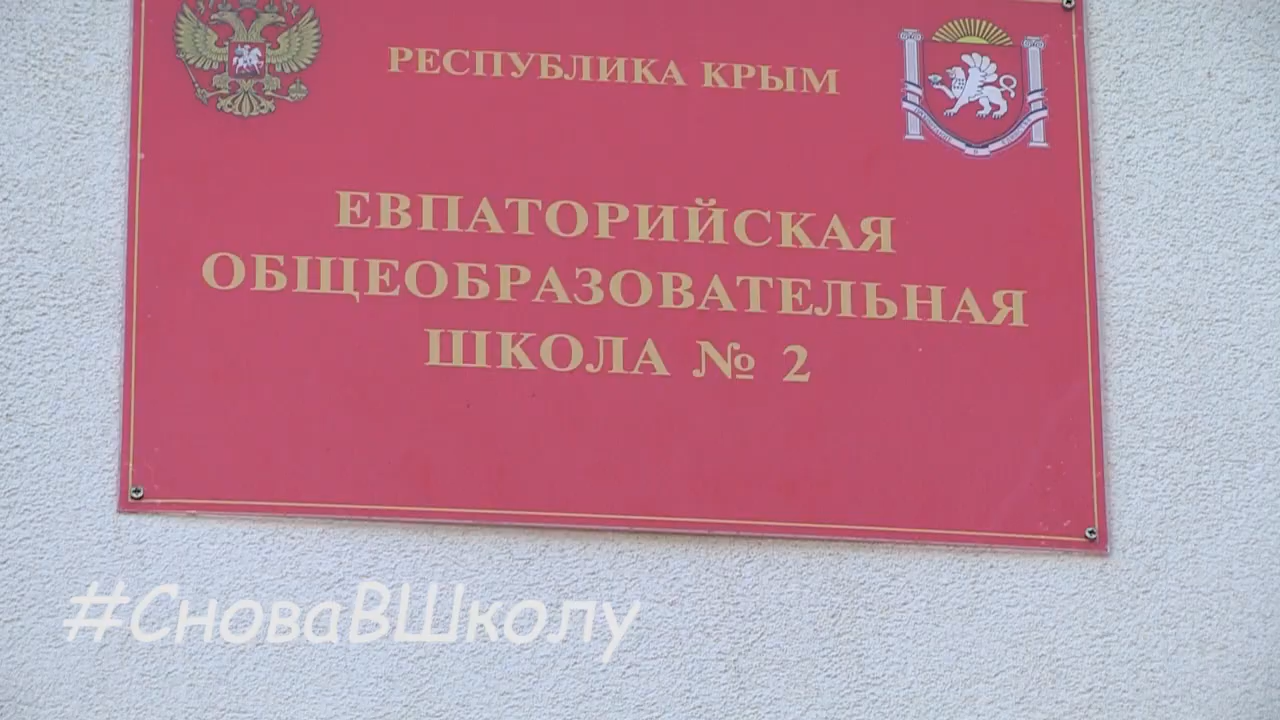 РЕСПУБЛИКА КРЫМ
ЕВПАТОРИЙСКАЯ
ОБЩЕОБРАЗОВАТЕЛЬНАЯ
ШКОЛА № 2
#СноваВШколу